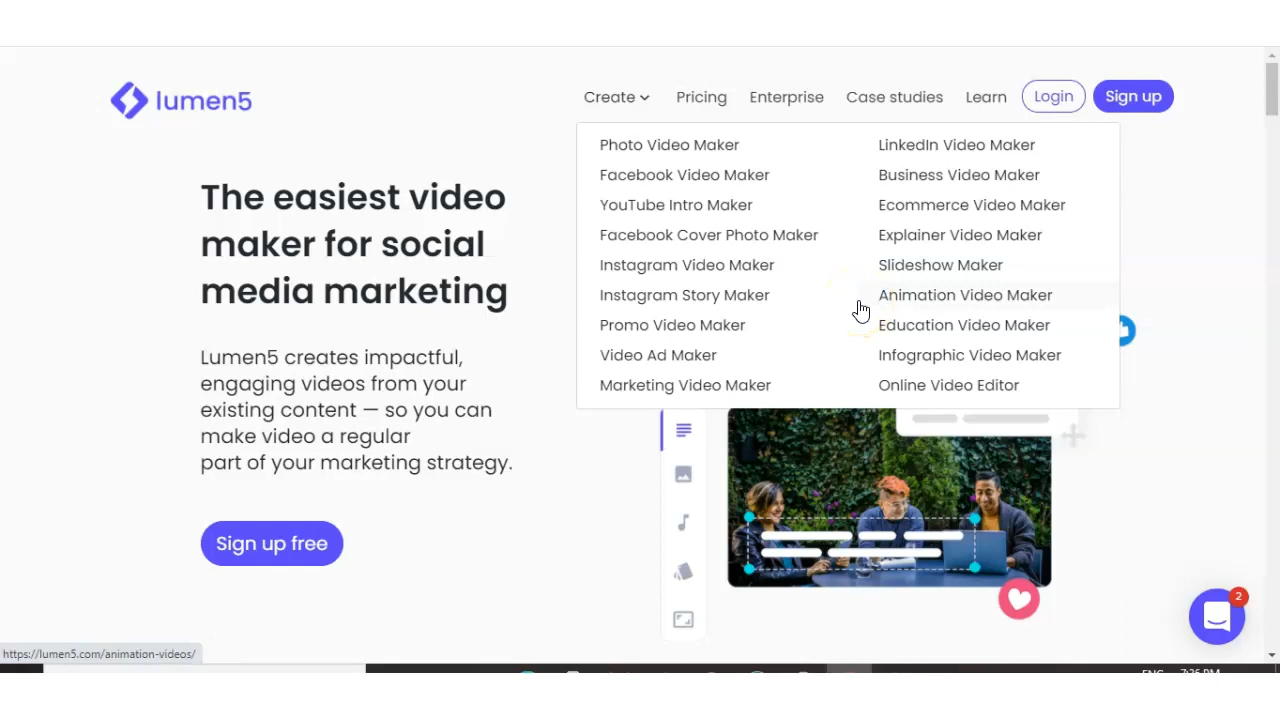 lumen5
Create
Pricing
Enterprise
Case studies
Learn
Login
Sign up
Photo Video Maker
Facebook Video Maker
YouTube Intro Maker
Facebook Cover Photo Maker
Instagram Video Maker
Instagram Story Maker
Promo Video Maker
Video Ad Maker
Marketing Video Maker
LinkedIn Video Maker
Business Video Maker
Ecommerce Video Maker
Explainer Video Maker
Slideshow Maker
Animation Video Maker
Education Video Maker
Infographic Video Maker
Online Video Editor
The easiest video
maker for social
media marketing
Lumen5 creates impactful,
engaging videos from your
existing content — so you can
make video a regular
part of your marketing strategy.
Sign up free
2
https://lumen5.com/animation-videos/